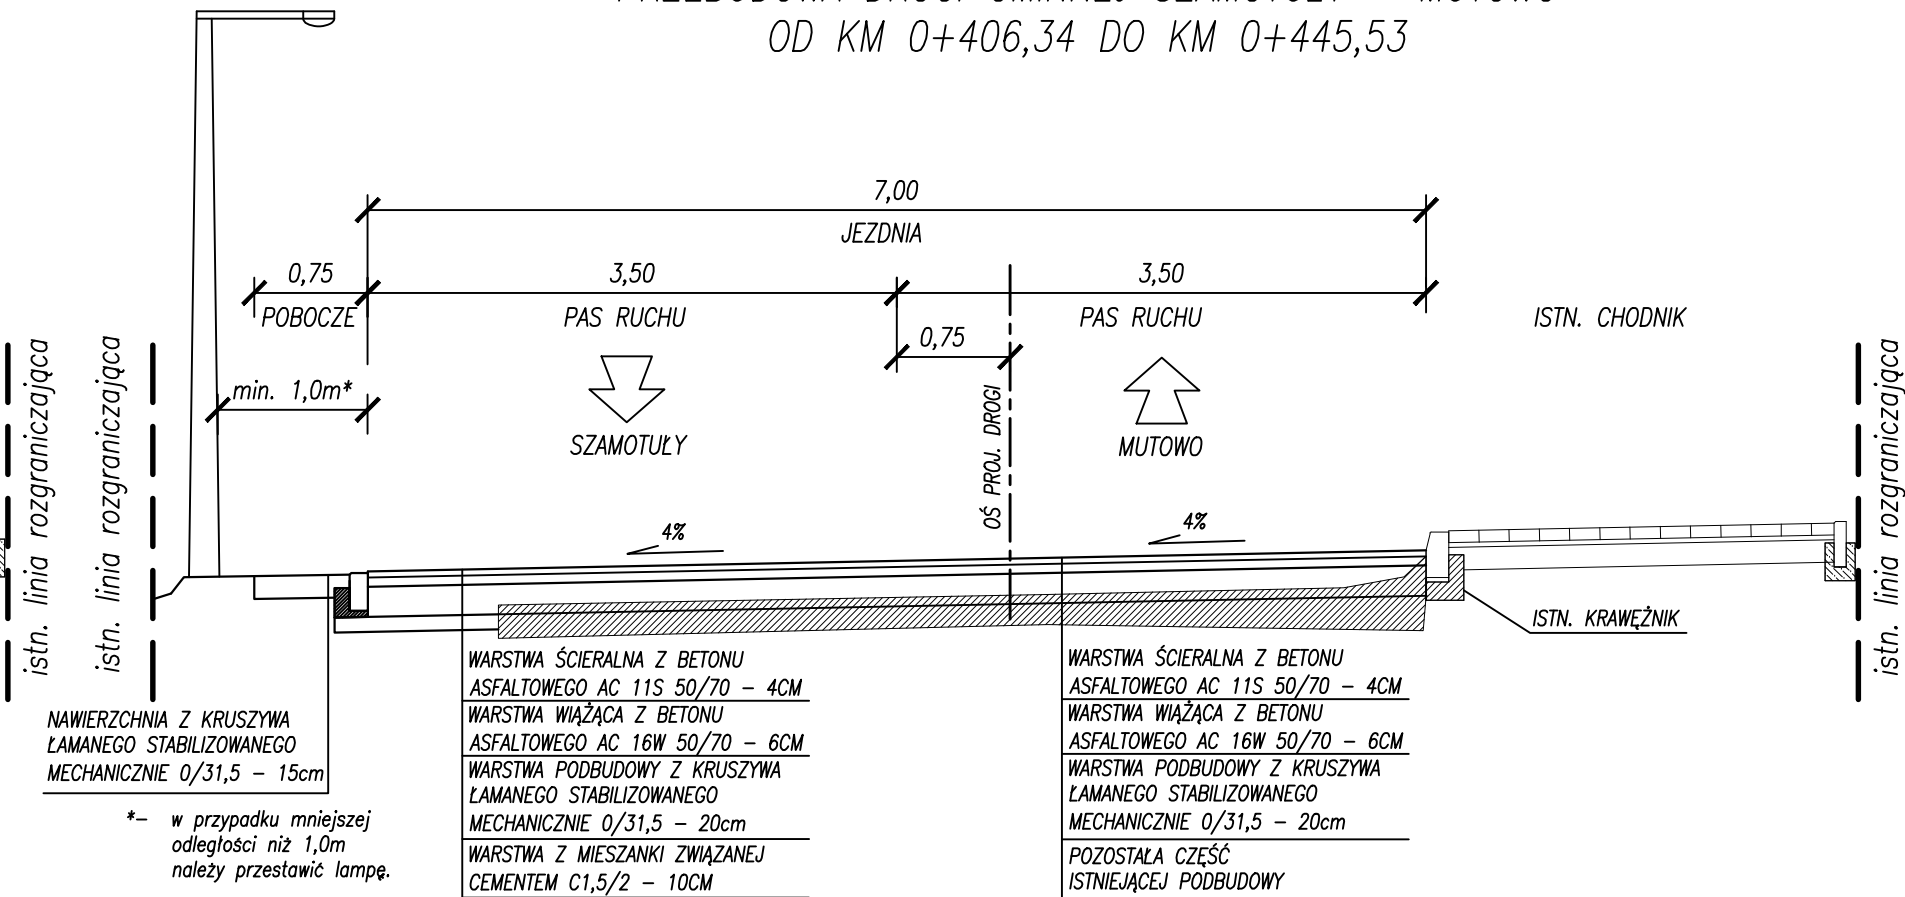 OD KM 0+406,34 DO KM 0+445,53
7,00
JEZDNIA
0,75
3,50
3,50
POBOCZE
PAS RUCHU
PAS RUCHU
ISTN. CHODNIK
0,75
min. 1,0m*
SZAMOTUŁY
MUTOWO
OŚ PROJ. DROGI
istn. linia rozgraniczająca
istn. linia rozgraniczająca
istn. linia rozgraniczająca
4%
4%
ISTN. KRAWĘŻNIK
NAWIERZCHNIA Z KRUSZYWA
ŁAMANEGO STABILIZOWANEGO
MECHANICZNIE 0/31,5 – 15cm
*– w przypadku mniejszej
odległości niż 1,0m
należy przestawić lampę.
WARSTWA ŚCIERALNA Z BETONU
ASFALTOWEGO AC 11S 50/70 – 4CM
WARSTWA WIĄŻĄCA Z BETONU
ASFALTOWEGO AC 16W 50/70 – 6CM
WARSTWA PODBUDOWY Z KRUSZYWA
ŁAMANEGO STABILIZOWANEGO
MECHANICZNIE 0/31,5 – 20cm
WARSTWA Z MIESZANKI ZWIĄZANEJ
CEMENTEM C1,5/2 – 10CM
WARSTWA ŚCIERALNA Z BETONU
ASFALTOWEGO AC 11S 50/70 – 4CM
WARSTWA WIĄŻĄCA Z BETONU
ASFALTOWEGO AC 16W 50/70 – 6CM
WARSTWA PODBUDOWY Z KRUSZYWA
ŁAMANEGO STABILIZOWANEGO
MECHANICZNIE 0/31,5 – 20cm
POZOSTAŁA CZĘŚĆ
ISTNIEJĄCEJ PODBUDOWY